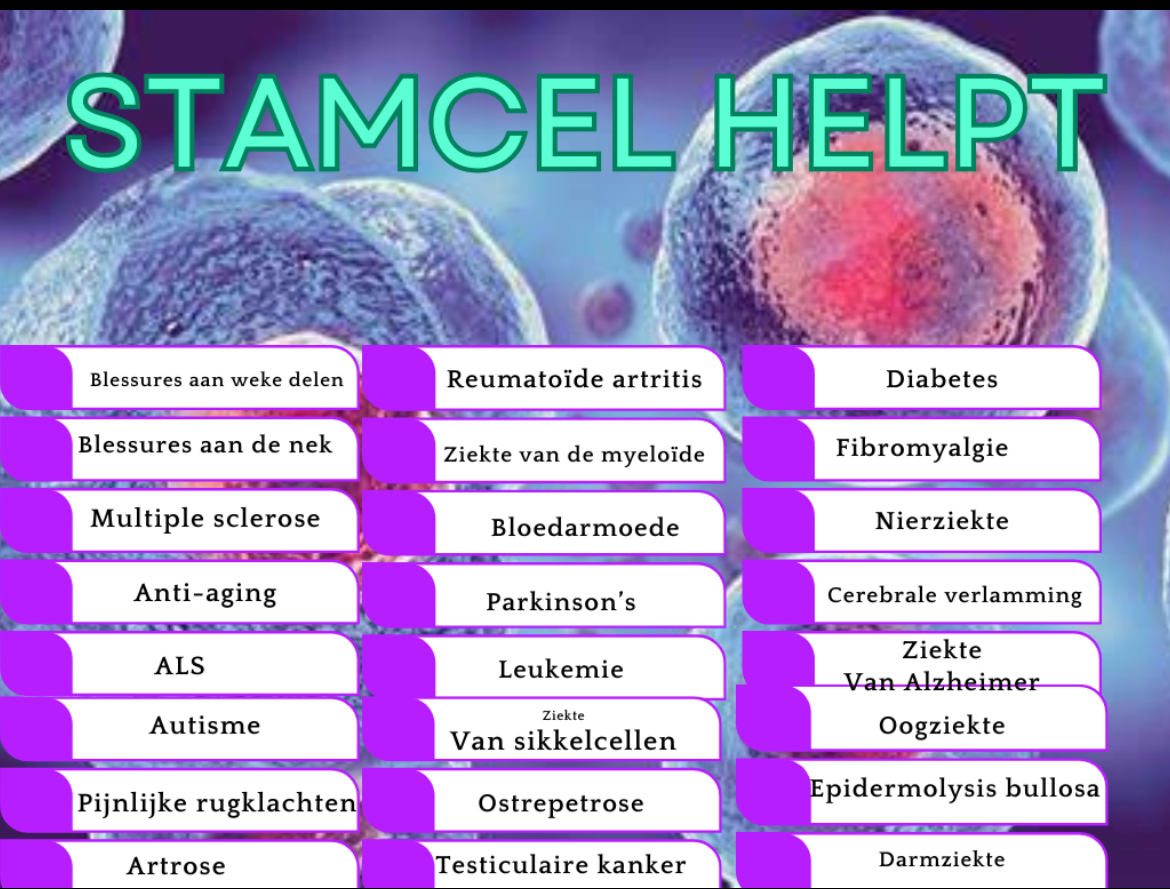 STAMCEL HELPT
Blessures aan weke delen
Blessures aan de nek
Multiple sclerose
Anti-aging
ALS
Autisme
Pijnlijke rugklachten
Artrose
Reumatoïde artritis
Ziekte van de myeloïde
Bloedarmoede
Parkinson's
Leukemie
Ziekte
Van sikkelcellen
Ostrepetrose
Testiculaire kanker
Diabetes
Fibromyalgie
Nierziekte
Cerebrale verlamming
Ziekte
Van Alzheimer
Oogziekte
Epidermolysis bullosa
Darmziekte